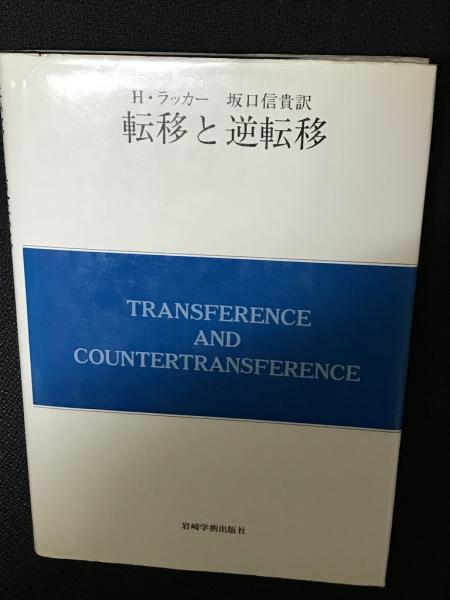 H・ラッカー 坂口信貴訳
転移と逆転移
TRANSFERENCE
AND
COUNTERTRANSFERENCE
岩崎学術出版社